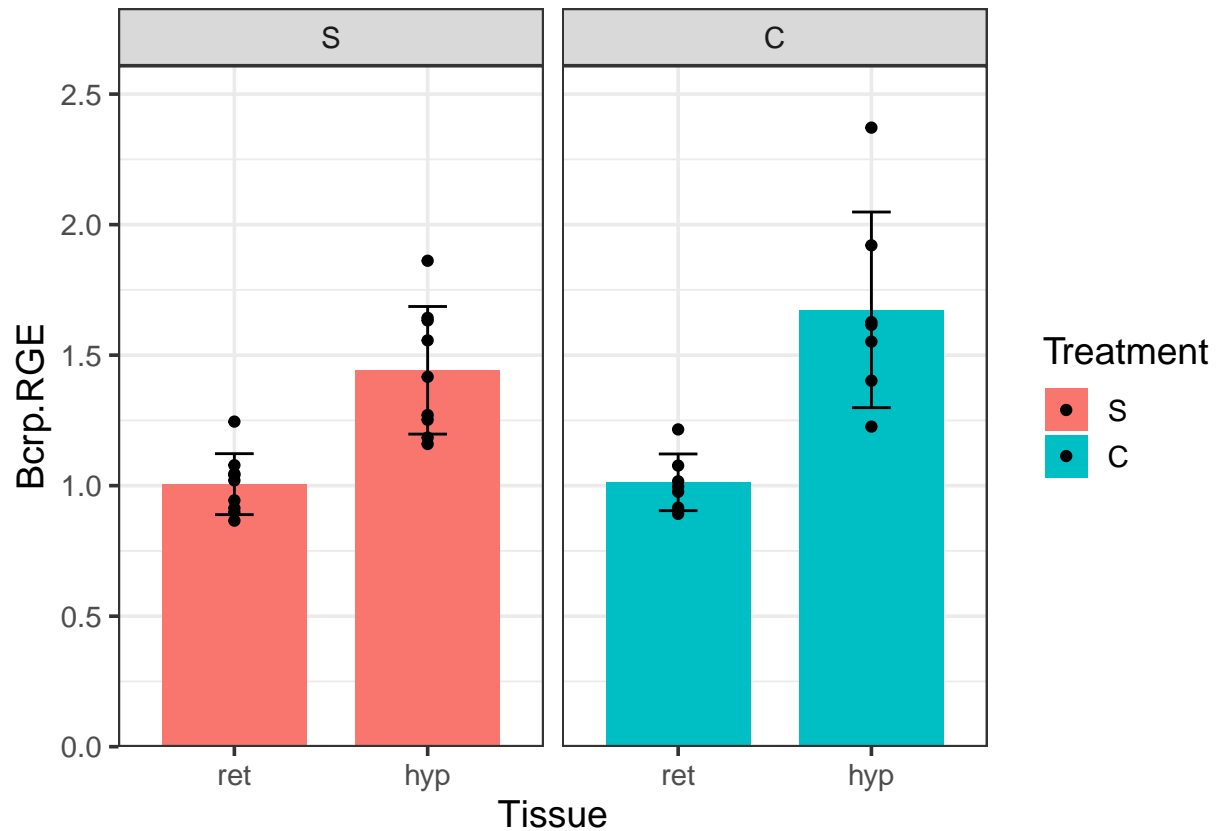 S
C
2.5
2.0
1.5
1.0
0.5
0.0
Bcrp.RGE
ret
hyp
ret
hyp
Tissue
Treatment
S
C